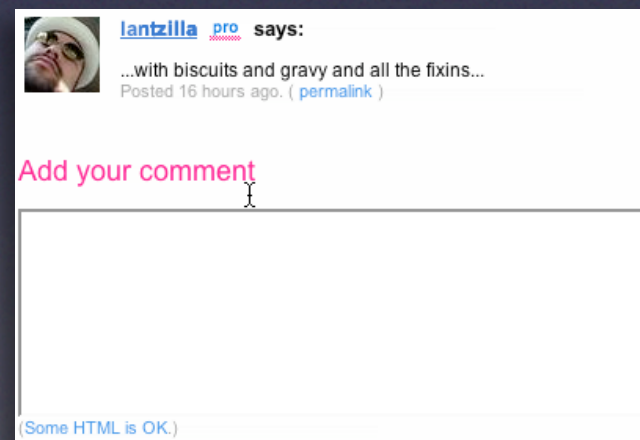 lantzilla pro says:
...with biscuits and gravy and all the fixins...
Posted 16 hours ago. ( permalink )
Add your comment
(Some HTML is OK.)